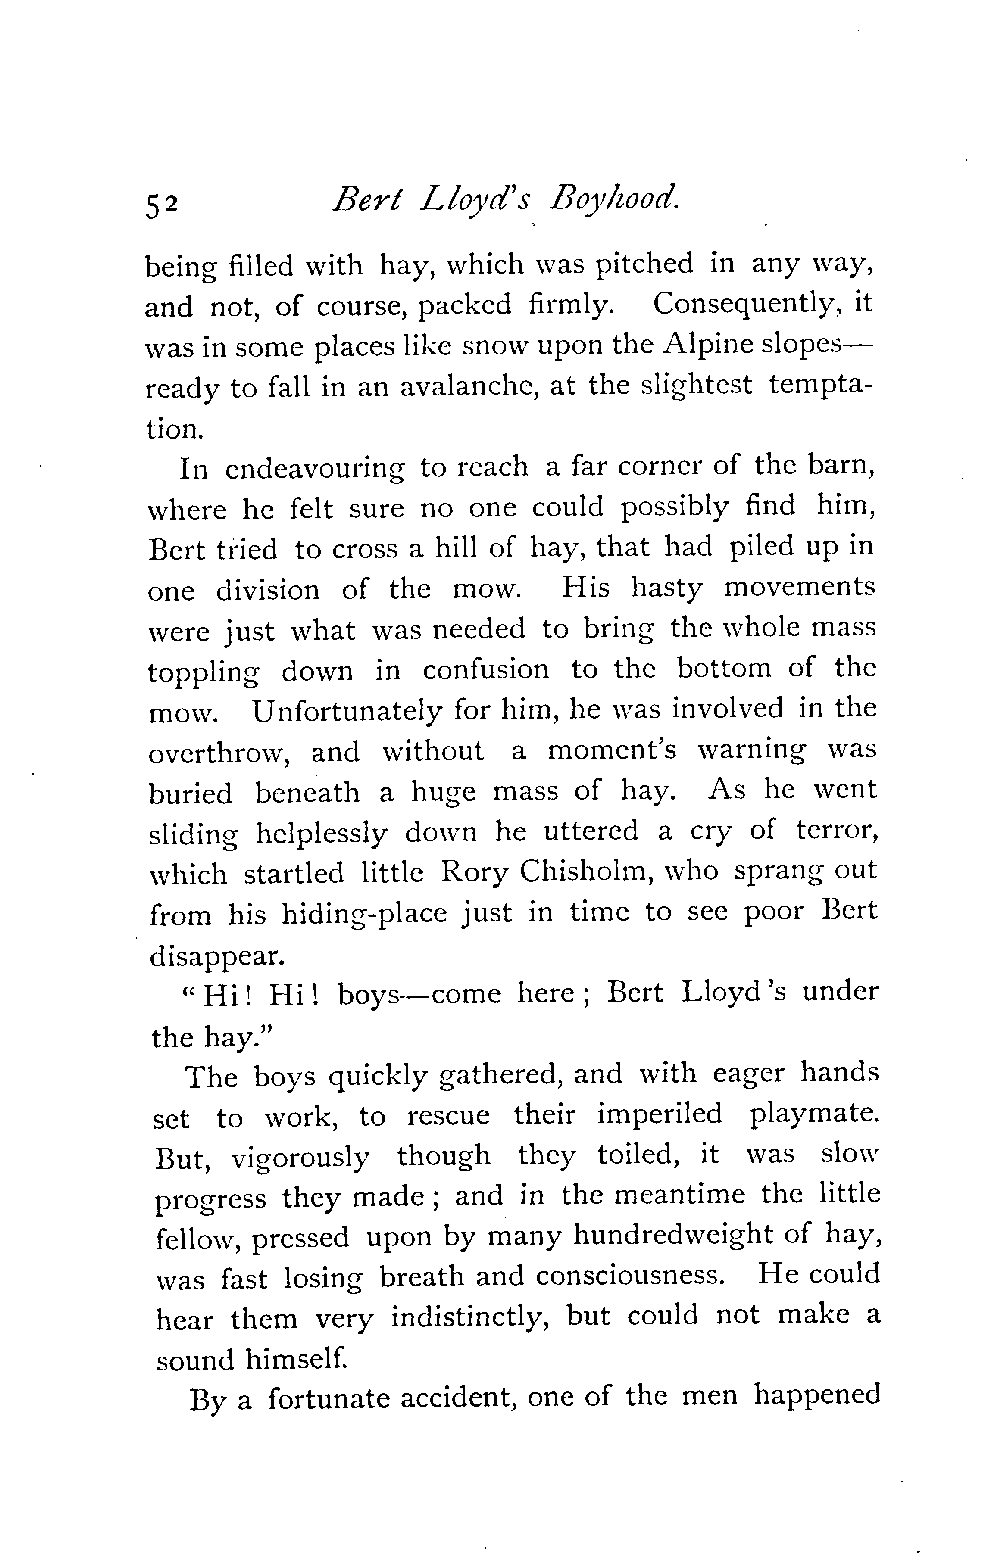 52 Bert Lloyd's Boyhood.
being filled with hay, which was pitched in any way,
and not, of course, packed firmly. Consequently, it
was in some places like snow upon the Alpine slopes—
ready to fall in an avalanche, at the slightest tempta-
tion.
In endeavouring to reach a far corner of the barn,
where he felt sure no one could possibly find him,
Bert tried to cross a hill of hay, that had piled up in
one division of the mow. His hasty movements
were just what was needed to bring the whole mass
toppling down in confusion to the bottom of the
mow. Unfortunately for him, he was involved in the
overthrow, and without a moment's warning was
buried beneath a huge mass of hay. As he went
sliding helplessly down he uttered a cry of terror,
which startled little Rory Chisholm, who sprang out
from his hiding-place just in time to see poor Bert
disappear.
"Hi! Hi! boys—come here; Bert Lloyd's under
the hay."
The boys quickly gathered, and with eager hands
set to work, to rescue their imperiled playmate.
But, vigorously though they toiled, it was slow
progress they made; and in the meantime the little
fellow, pressed upon by many hundredweight of hay,
was fast losing breath and consciousness. He could
hear them very indistinctly, but could not make a
sound himself.
By a fortunate accident, one of the men happened